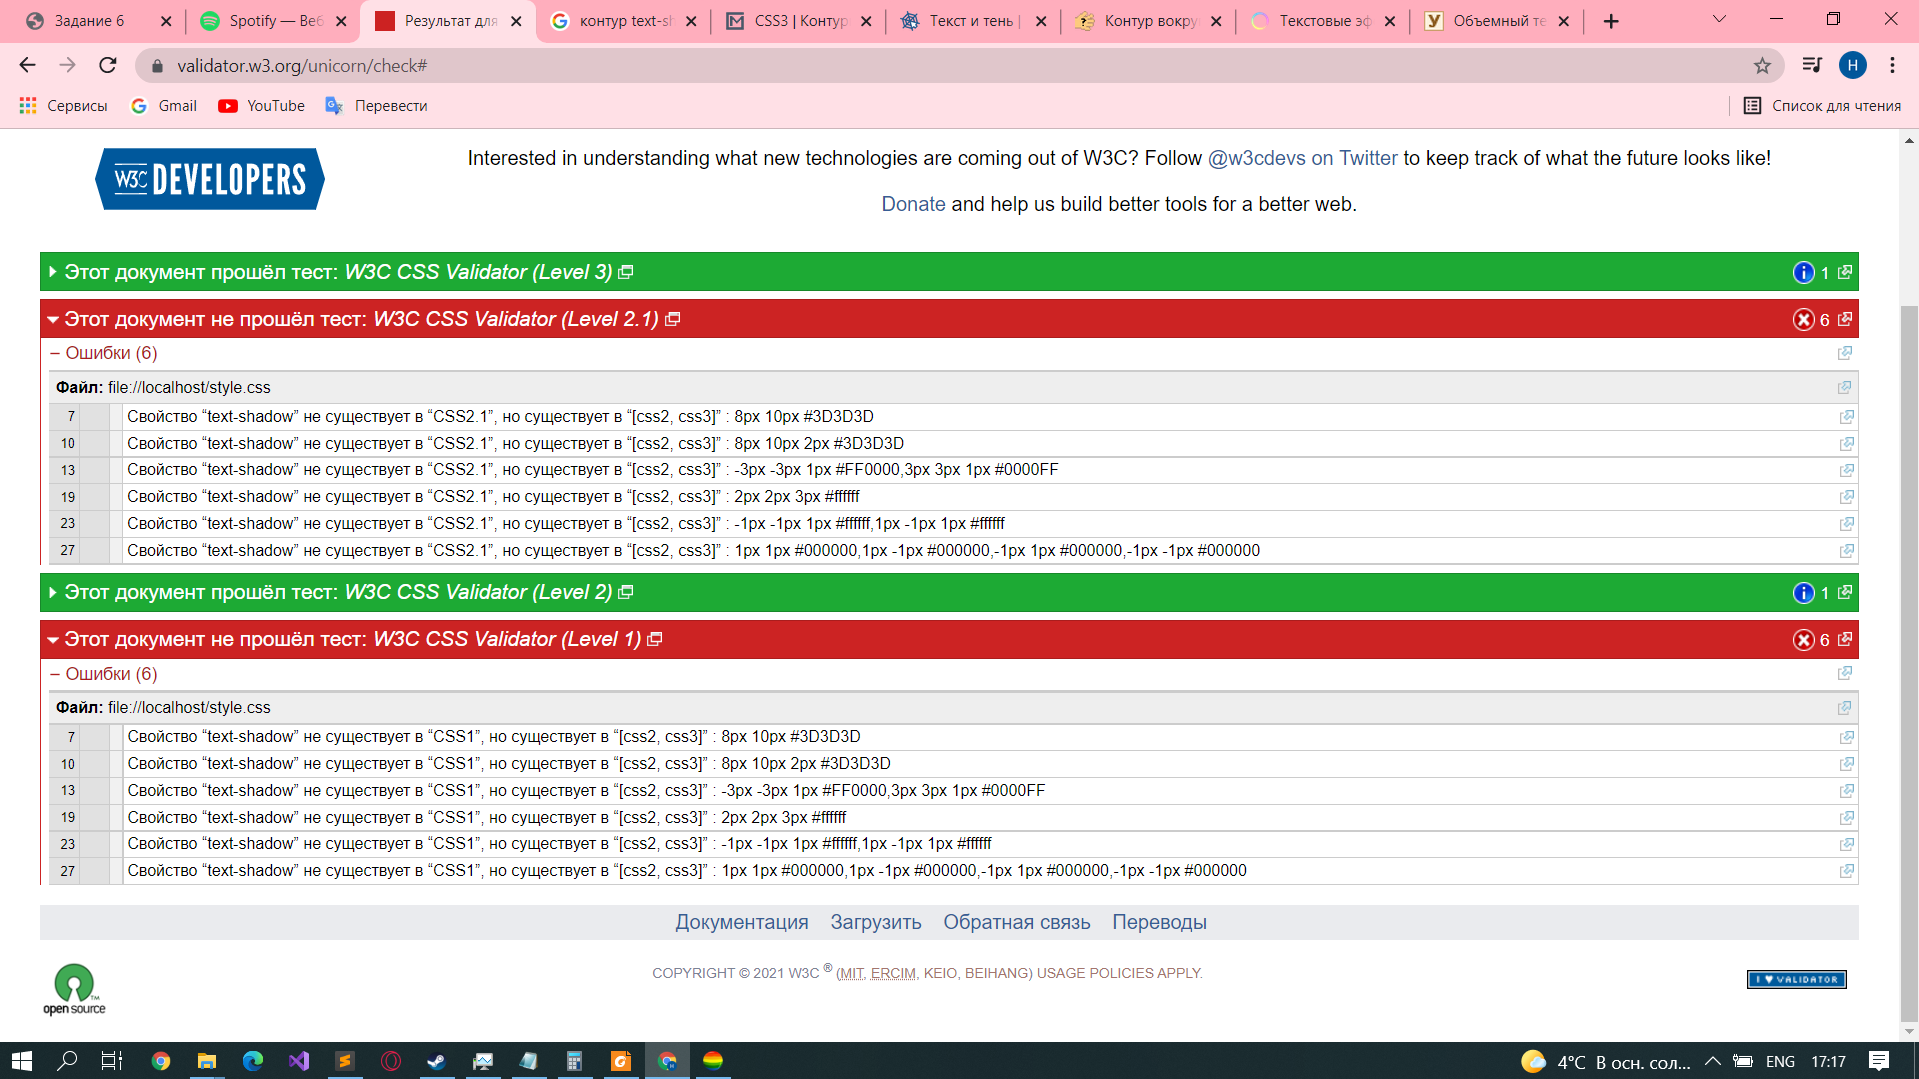 Задание 6
Spotify — Веб
Результат для
контур text-sh
CSS3 | Контур
Текст и тень |
Контур вокру
Текстовые эф
Объемный те
validator.w3.org/unicorn/check#
H
Сервисы
Gmail
YouTube
Перевести
Список для чтения
W3C DEVELOPERS
Interested in understanding what new technologies are coming out of W3C? Follow @w3cdevs on Twitter to keep track of what the future looks like!
Donate and help us build better tools for a better web.
Этот документ прошёл тест: W3C CSS Validator (Level 3) 1
Этот документ не прошёл тест: W3C CSS Validator (Level 2.1) 6
− Ошибки (6)
Файл: file://localhost/style.css
7 Свойство “text-shadow” не существует в “CSS2.1”, но существует в “[css2, css3]” : 8px 10px #3D3D3D
10 Свойство “text-shadow” не существует в “CSS2.1”, но существует в “[css2, css3]” : 8px 10px 2px #3D3D3D
13 Свойство “text-shadow” не существует в “CSS2.1”, но существует в “[css2, css3]” : -3px -3px 1px #FF0000,3px 3px 1px #0000FF
19 Свойство “text-shadow” не существует в “CSS2.1”, но существует в “[css2, css3]” : 2px 2px 3px #ffffff
23 Свойство “text-shadow” не существует в “CSS2.1”, но существует в “[css2, css3]” : -1px -1px 1px #ffffff,1px -1px 1px #ffffff
27 Свойство “text-shadow” не существует в “CSS2.1”, но существует в “[css2, css3]” : 1px 1px #000000,1px -1px #000000,-1px 1px #000000,-1px -1px #000000
Этот документ прошёл тест: W3C CSS Validator (Level 2) 1
Этот документ не прошёл тест: W3C CSS Validator (Level 1) 6
− Ошибки (6)
Файл: file://localhost/style.css
7 Свойство “text-shadow” не существует в “CSS1”, но существует в “[css2, css3]” : 8px 10px #3D3D3D
10 Свойство “text-shadow” не существует в “CSS1”, но существует в “[css2, css3]” : 8px 10px 2px #3D3D3D
13 Свойство “text-shadow” не существует в “CSS1”, но существует в “[css2, css3]” : -3px -3px 1px #FF0000,3px 3px 1px #0000FF
19 Свойство “text-shadow” не существует в “CSS1”, но существует в “[css2, css3]” : 2px 2px 3px #ffffff
23 Свойство “text-shadow” не существует в “CSS1”, но существует в “[css2, css3]” : -1px -1px 1px #ffffff,1px -1px 1px #ffffff
27 Свойство “text-shadow” не существует в “CSS1”, но существует в “[css2, css3]” : 1px 1px #000000,1px -1px #000000,-1px 1px #000000,-1px -1px #000000
Документация Загрузить Обратная связь Переводы
COPYRIGHT © 2021 W3C ® (MIT, ERCIM, KEIO, BEIHANG) USAGE POLICIES APPLY.
open source
I ♥ VALIDATOR
4°C В осн. сол...
ENG
17:17